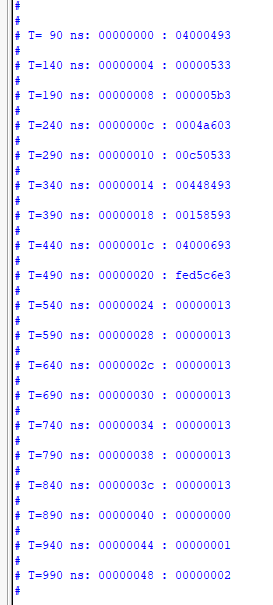 #
#
# T= 90 ns: 00000000 : 04000493
#
# T=140 ns: 00000004 : 00000533
#
# T=190 ns: 00000008 : 000005b3
#
# T=240 ns: 0000000c : 0004a603
#
# T=290 ns: 00000010 : 00c50533
#
# T=340 ns: 00000014 : 00448493
#
# T=390 ns: 00000018 : 00158593
#
# T=440 ns: 0000001c : 04000693
#
# T=490 ns: 00000020 : fed5c6e3
#
# T=540 ns: 00000024 : 00000013
#
# T=590 ns: 00000028 : 00000013
#
# T=640 ns: 0000002c : 00000013
#
# T=690 ns: 00000030 : 00000013
#
# T=740 ns: 00000034 : 00000013
#
# T=790 ns: 00000038 : 00000013
#
# T=840 ns: 0000003c : 00000013
#
# T=890 ns: 00000040 : 00000000
#
# T=940 ns: 00000044 : 00000001
#
# T=990 ns: 00000048 : 00000002
#